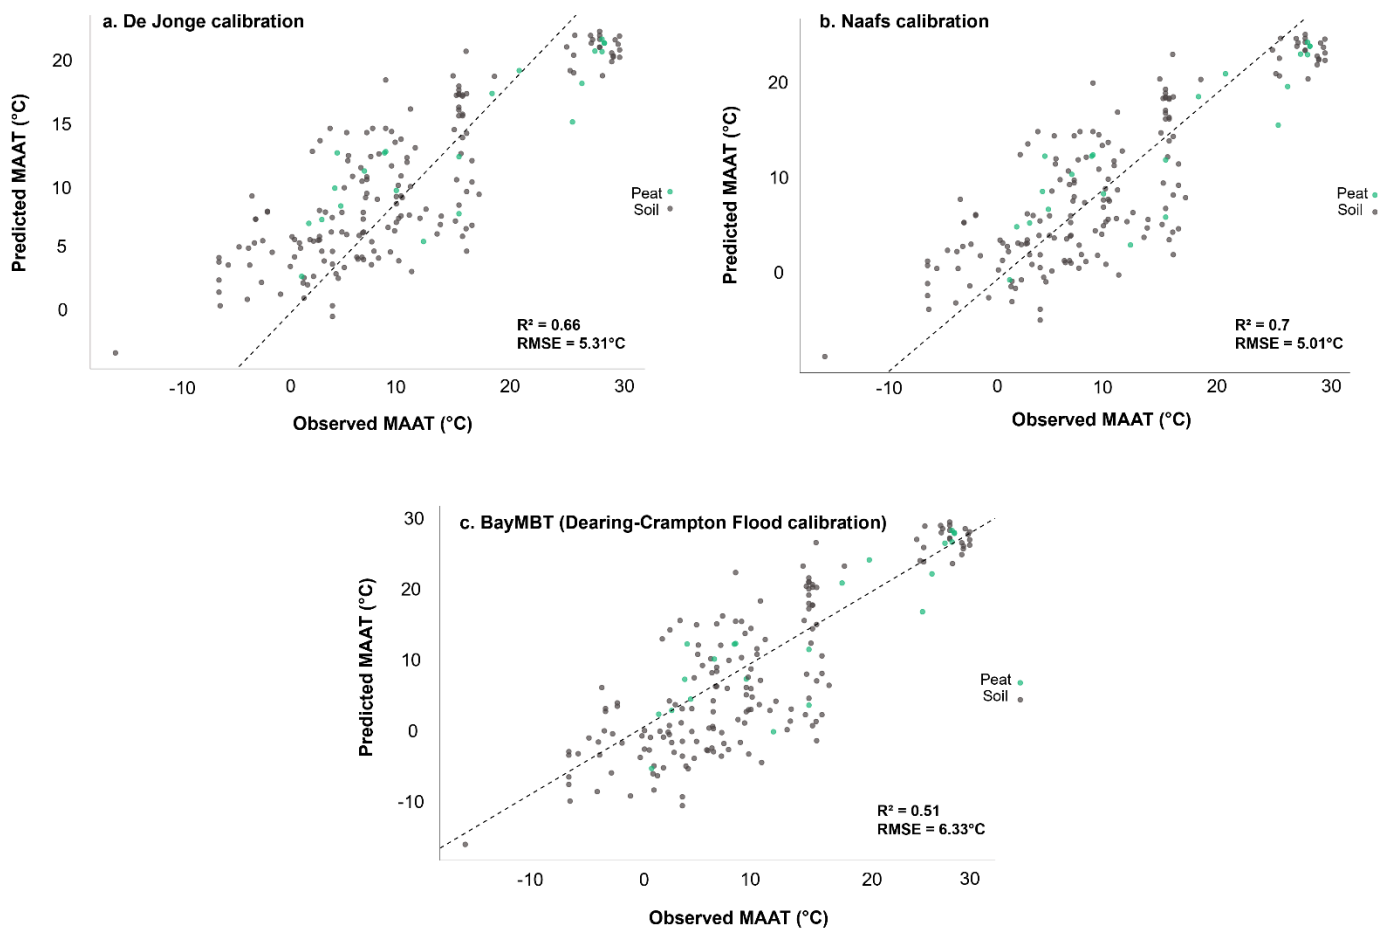 a. De Jonge calibration
20
15
10
5
0
Predicted MAAT (°C)
Peat
Soil
R² = 0.66
RMSE = 5.31°C
-10 0 10 20 30
Observed MAAT (°C)
b. Naafs calibration
20
10
0
Predicted MAAT (°C)
Peat
Soil
R² = 0.7
RMSE = 5.01°C
-10 0 10 20 30
Observed MAAT (°C)
c. BayMBT (Dearing-Crampton Flood calibration)
30
20
10
0
-10
Predicted MAAT (°C)
Peat
Soil
R² = 0.51
RMSE = 6.33°C
-10 0 10 20 30
Observed MAAT (°C)